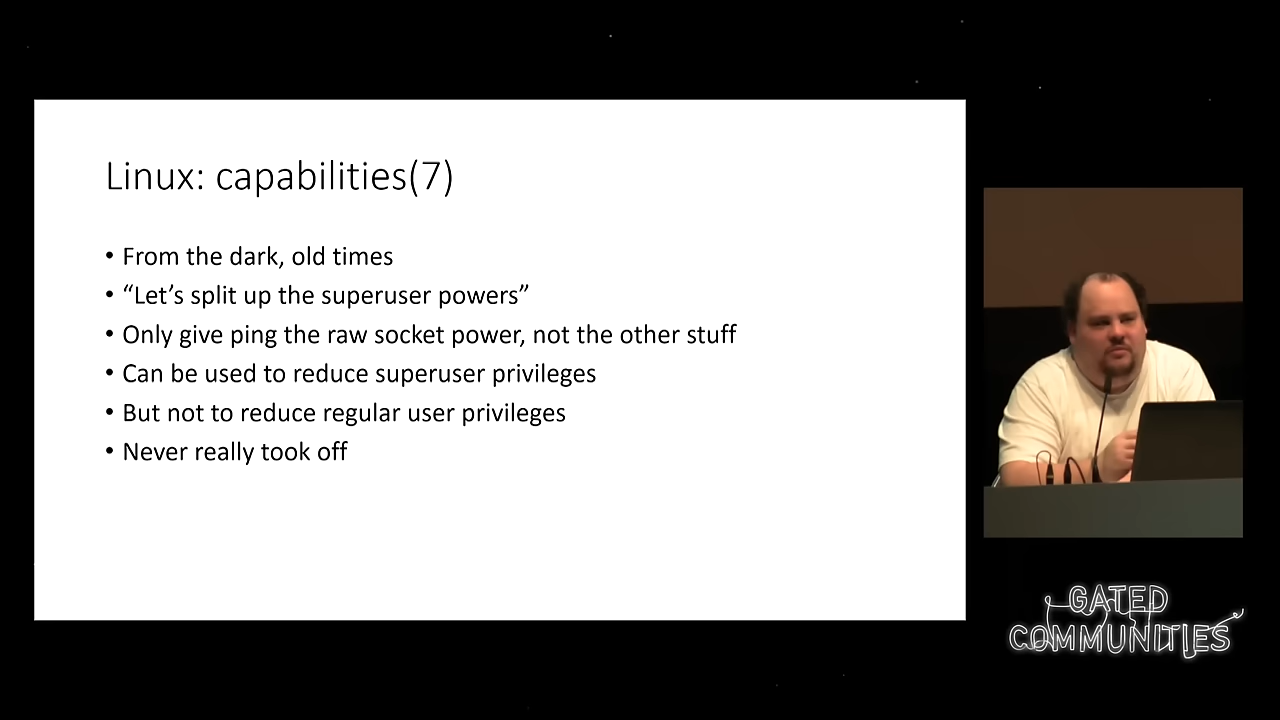 Linux: capabilities(7)
• From the dark, old times
• “Let’s split up the superuser powers”
• Only give ping the raw socket power, not the other stuff
• Can be used to reduce superuser privileges
• But not to reduce regular user privileges
• Never really took off
GATED
COMMUNITIES